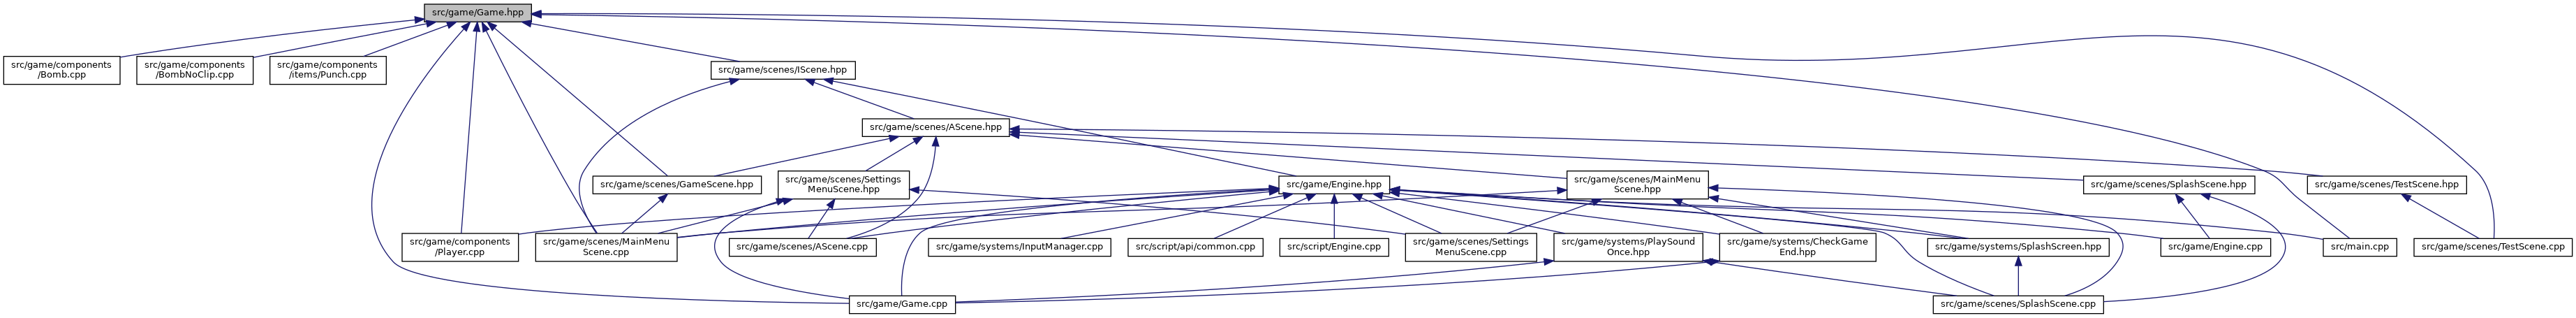 src/game/Game.hpp
src/game/components
/Bomb.cpp
src/game/components
/BombNoClip.cpp
src/game/components
/items/Punch.cpp
src/game/scenes/IScene.hpp
src/game/scenes/AScene.hpp
src/game/scenes/GameScene.hpp
src/game/scenes/Settings
MenuScene.hpp
src/game/Engine.hpp
src/game/scenes/MainMenu
Scene.hpp
src/game/scenes/SplashScene.hpp
src/game/scenes/TestScene.hpp
src/game/components
/Player.cpp
src/game/scenes/MainMenu
Scene.cpp
src/game/scenes/AScene.cpp
src/game/systems/InputManager.cpp
src/script/api/common.cpp
src/script/Engine.cpp
src/game/scenes/Settings
MenuScene.cpp
src/game/systems/PlaySound
Once.hpp
src/game/systems/CheckGame
End.hpp
src/game/systems/SplashScreen.hpp
src/game/Engine.cpp
src/main.cpp
src/game/scenes/TestScene.cpp
src/game/Game.cpp
src/game/scenes/SplashScene.cpp